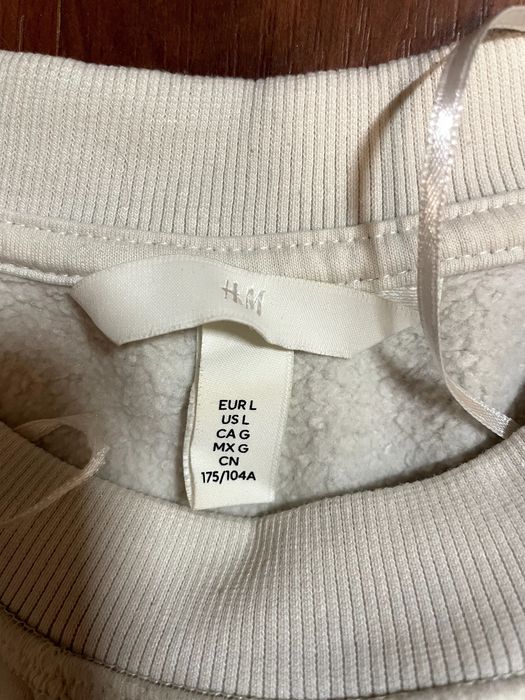 H&M
EUR L
US L
CA G
MX G
CN
175/104A